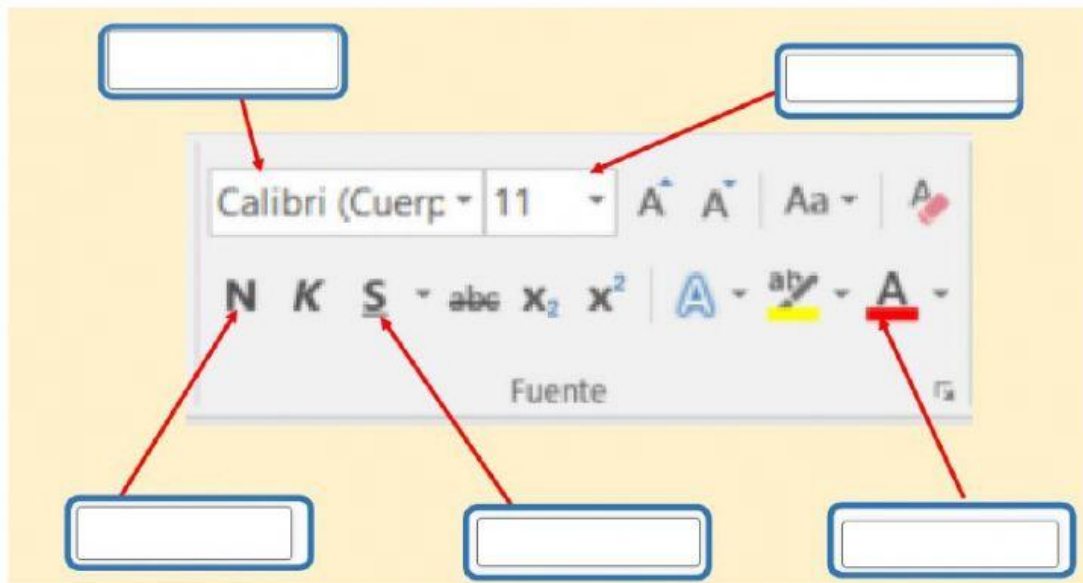 Calibri (Cuerp 11 A A Aa A
N K S abc X₂ X² A ab A
Fuente